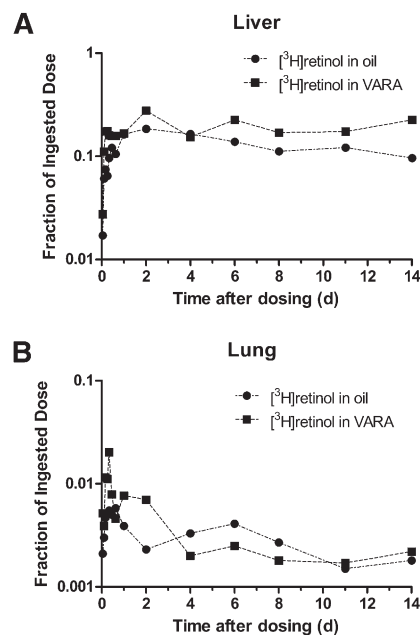 A
Liver
[³H]retinol in oil
[³H]retinol in VARA
Fraction of Ingested Dose
1
0.1
0.01
0 2 4 6 8 10 12 14
Time after dosing (d)
B
Lung
[³H]retinol in oil
[³H]retinol in VARA
Fraction of Ingested Dose
0.1
0.01
0.001
0 2 4 6 8 10 12 14
Time after dosing (d)